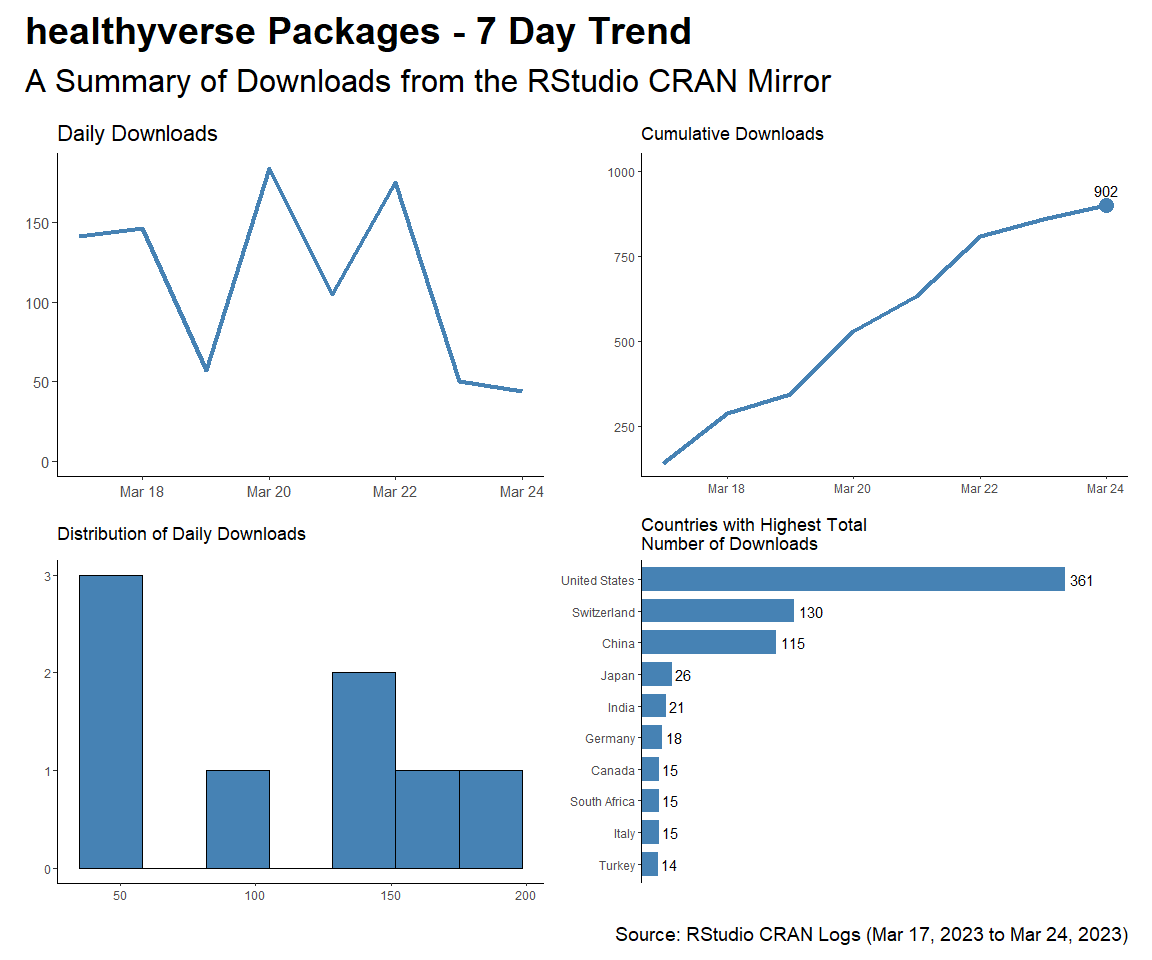 healthyverse Packages - 7 Day Trend
A Summary of Downloads from the RStudio CRAN Mirror
Daily Downloads
150
100
50
0
Mar 18 Mar 20 Mar 22 Mar 24
Cumulative Downloads
1000
750
500
250
902
Mar 18 Mar 20 Mar 22 Mar 24
Distribution of Daily Downloads
3
2
1
0
50 100 150 200
Countries with Highest Total
Number of Downloads
United States 361
Switzerland 130
China 115
Japan 26
India 21
Germany 18
Canada 15
South Africa 15
Italy 15
Turkey 14
Source: RStudio CRAN Logs (Mar 17, 2023 to Mar 24, 2023)